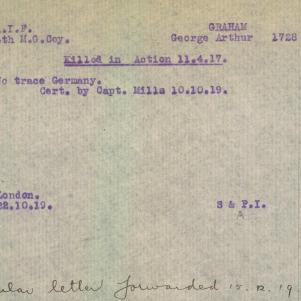 .I.F. GRAHAM
4th M.G.Coy. George Arthur 1728
Killed in Action 11.4.17.
No trace Germany.
Cert. by Capt. Mills 10.10.19.
London.
22.10.19. S & P.I.
letter forwarded 15.12.19